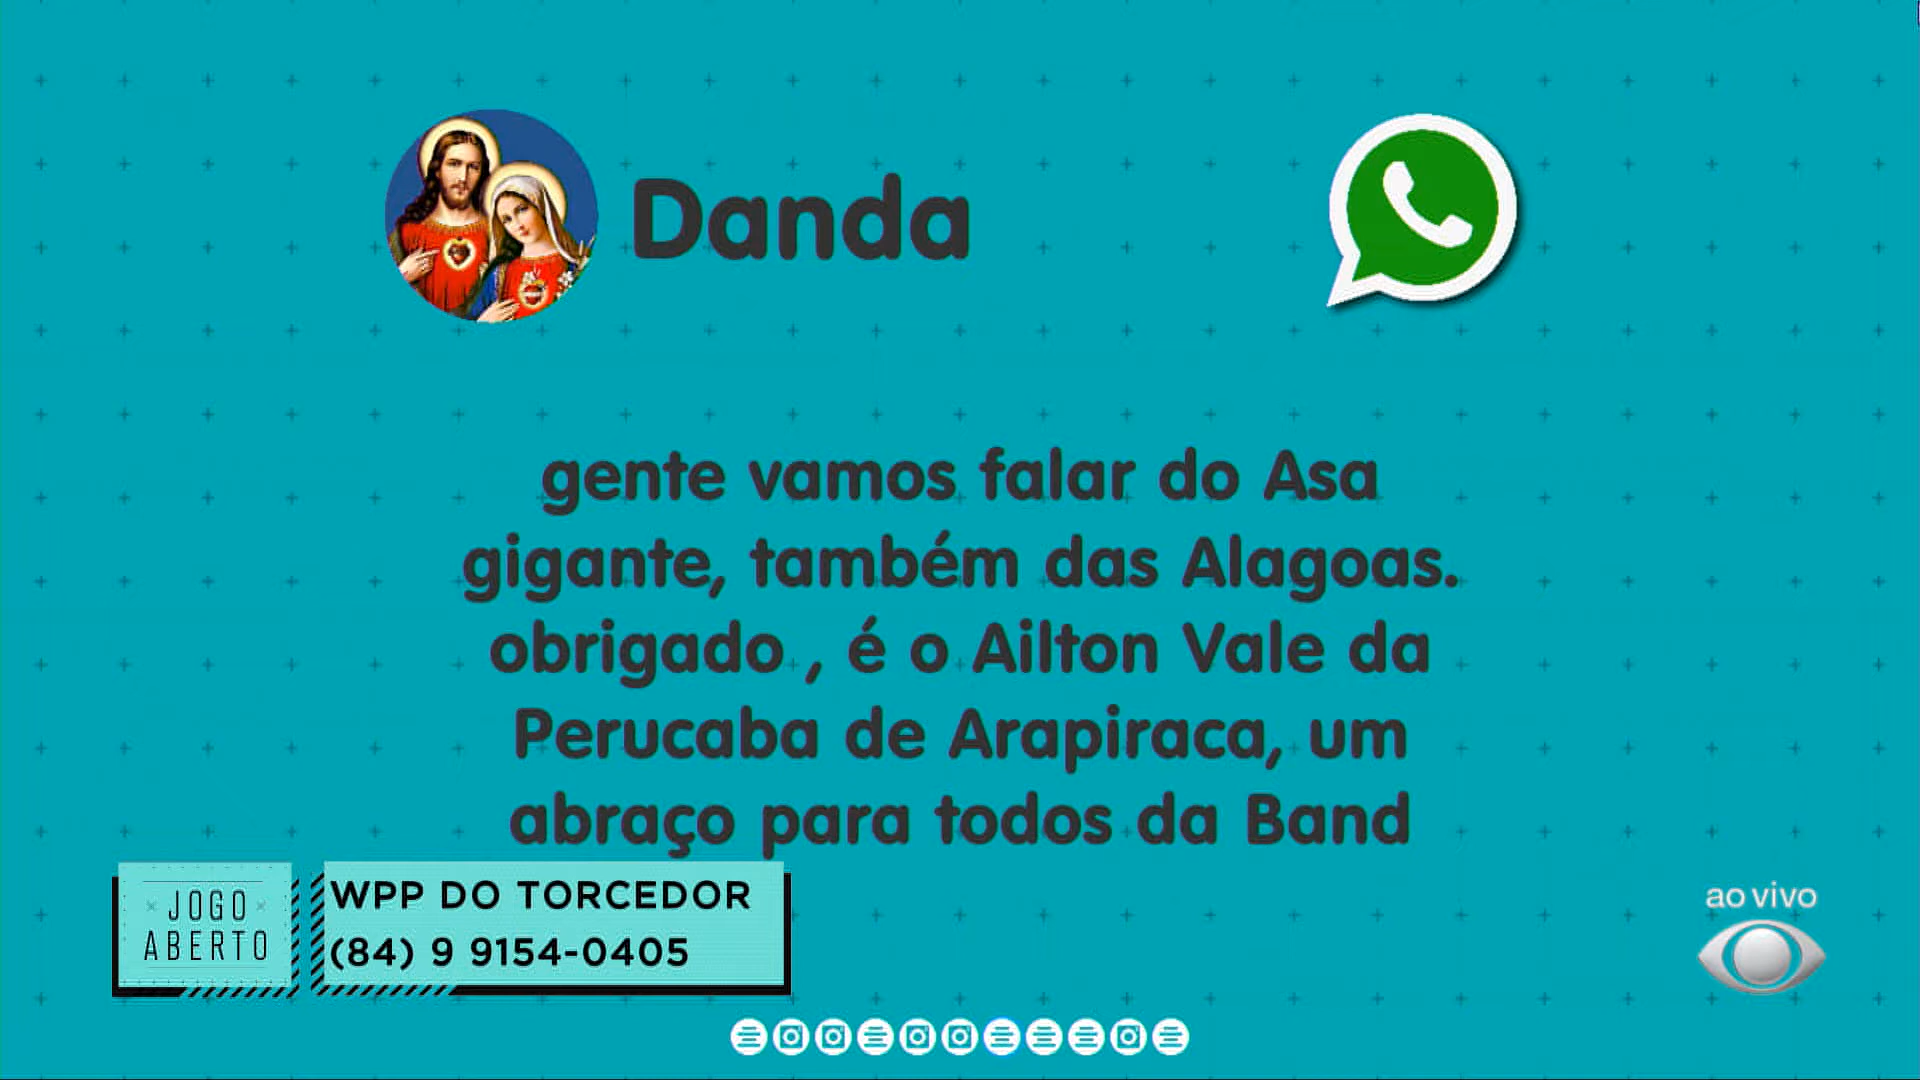 Danda
gente vamos falar do Asa
gigante, também das Alagoas.
obrigado , é o Ailton Vale da
Perucaba de Arapiraca, um
abraço para todos da Band
JOGO
ABERTO
WPP DO TORCEDOR
(84) 9 9154-0405
ao vivo